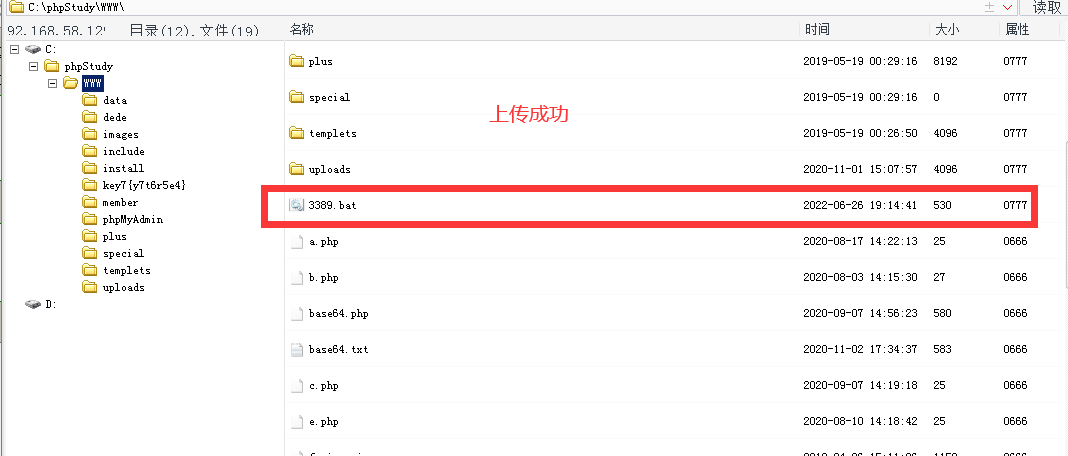 C:\phpStudy\WWW\
读取
92.168.58.129 目录(12),文件(19)
名称 时间 大小 属性
C:
phpStudy
WWW
data
dede
images
include
install
key7{y7t6r5e4}
member
phpMyAdmin
plus
special
templets
uploads
D:
plus 2019-05-19 00:29:16 8192 0777
special 2019-05-19 00:29:16 0 0777
上传成功
templets 2019-05-19 00:26:50 4096 0777
uploads 2020-11-01 15:07:57 4096 0777
3389.bat 2022-06-26 19:14:41 530 0777
a.php 2020-08-17 14:22:13 25 0666
b.php 2020-08-03 14:15:30 27 0666
base64.php 2020-09-07 14:56:23 580 0666
base64.txt 2020-11-02 17:34:37 583 0666
c.php 2020-09-07 14:19:18 25 0666
e.php 2020-08-10 14:18:42 25 0666